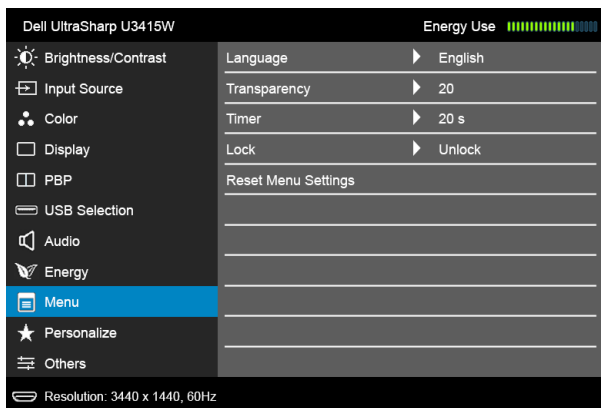 Dell UltraSharp U3415W Energy Use
Brightness/Contrast Language English
Input Source Transparency 20
Color Timer 20 s
Display Lock Unlock
PBP Reset Menu Settings
USB Selection
Audio
Energy
Menu
Personalize
Others
Resolution: 3440 x 1440, 60Hz